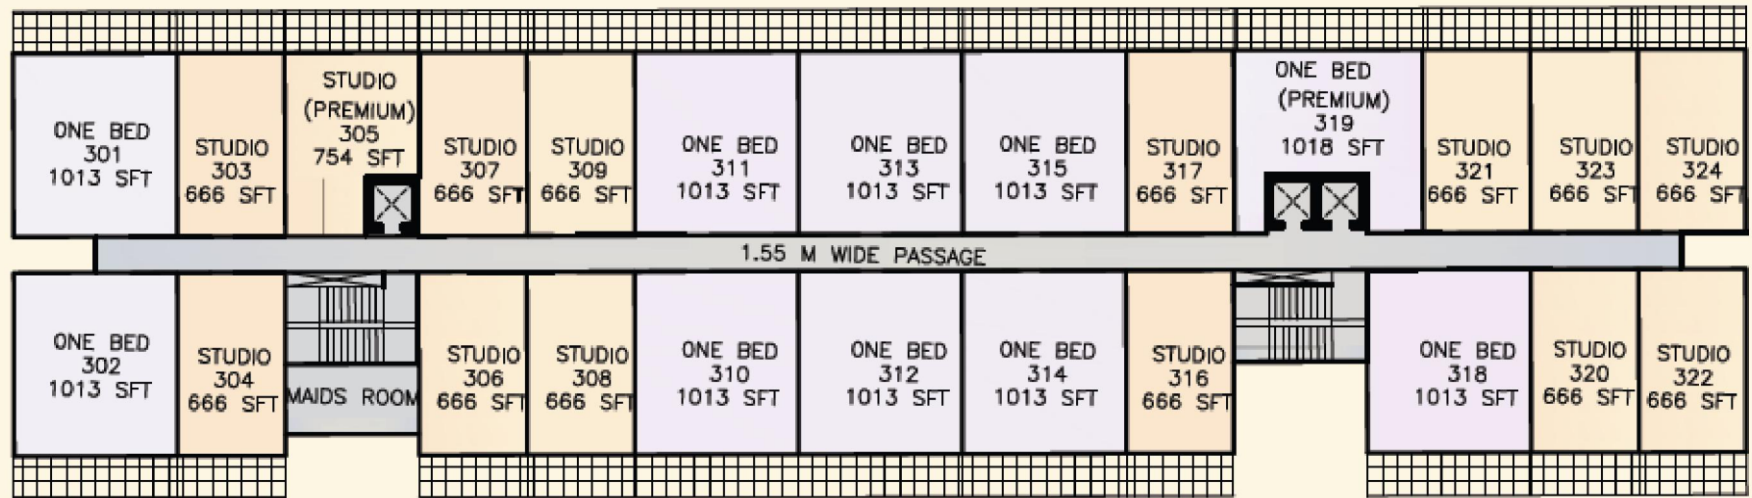 ONE BED
301
1013 SFT
STUDIO
303
666 SFT
STUDIO
(PREMIUM)
305
754 SFT
STUDIO
307
666 SFT
STUDIO
309
666 SFT
ONE BED
311
1013 SFT
ONE BED
313
1013 SFT
ONE BED
315
1013 SFT
STUDIO
317
666 SFT
ONE BED
(PREMIUM)
319
1018 SFT
STUDIO
321
666 SFT
STUDIO
323
666 SFT
STUDIO
324
666 SFT
1.55 M WIDE PASSAGE
ONE BED
302
1013 SFT
STUDIO
304
666 SFT
MAIDS ROOM
STUDIO
306
666 SFT
STUDIO
308
666 SFT
ONE BED
310
1013 SFT
ONE BED
312
1013 SFT
ONE BED
314
1013 SFT
STUDIO
316
666 SFT
ONE BED
318
1013 SFT
STUDIO
320
666 SFT
STUDIO
322
666 SFT